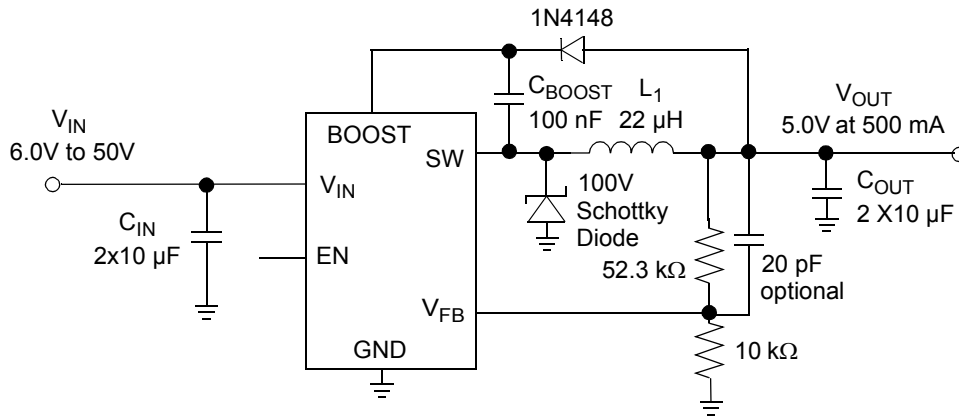 1N4148
C_BOOST
100 nF
L_1
22 µH
V_IN
6.0V to 50V
BOOST
SW
V_OUT
5.0V at 500 mA
V_IN
C_IN
2x10 µF
EN
100V
Schottky
Diode
C_OUT
2 X10 µF
52.3 kΩ
20 pF
optional
V_FB
GND
10 kΩ